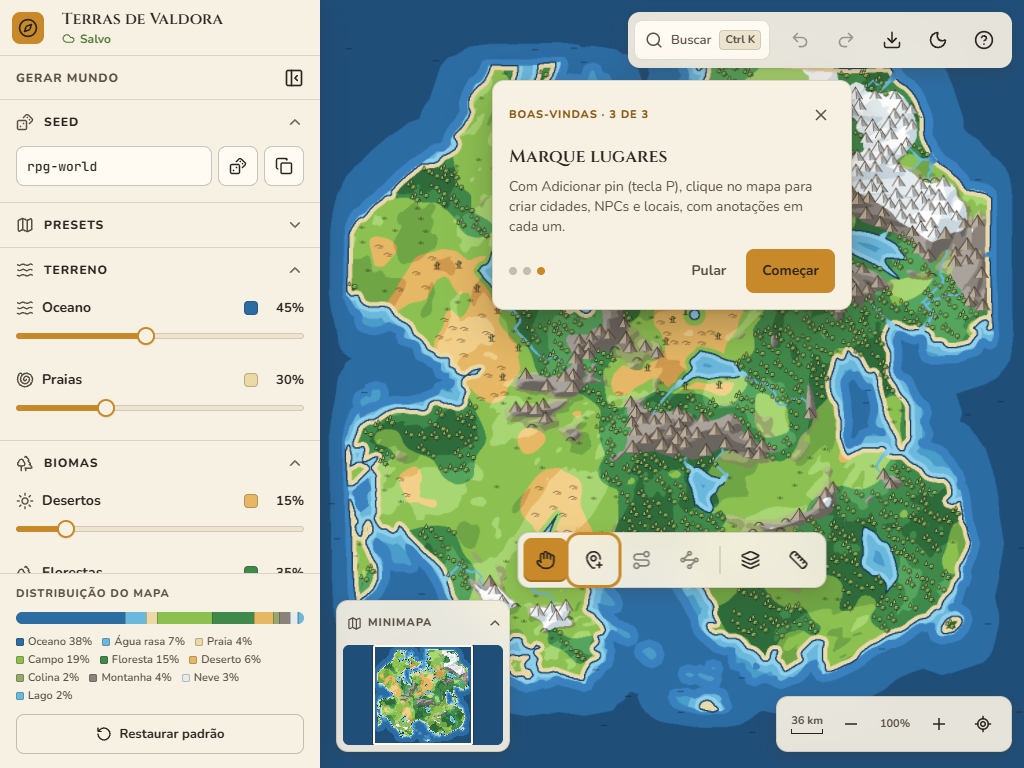 Terras de Valdora
Salvo
GERAR MUNDO
SEED
rpg-world
PRESETS
TERRENO
Oceano 45%
Praias 30%
BIOMAS
Desertos 15%
Florestas 35%
DISTRIBUIÇÃO DO MAPA
Oceano 38% Água rasa 7% Praia 4%
Campo 19% Floresta 15% Deserto 6%
Colina 2% Montanha 4% Neve 3%
Lago 2%
Restaurar padrão
Buscar Ctrl K
BOAS-VINDAS · 3 DE 3
Marque lugares
Com Adicionar pin (tecla P), clique no mapa para
criar cidades, NPCs e locais, com anotações em
cada um.
Pular Começar
MINIMAPA
36 km 100%